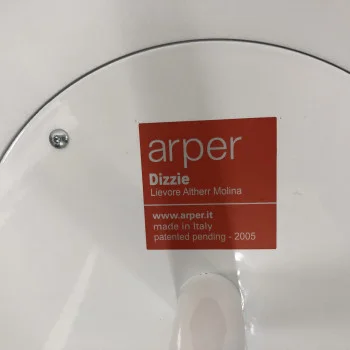 arper
Dizzie
Lievore Altherr Molina
www.arper.it
made in Italy
patented pending - 2005